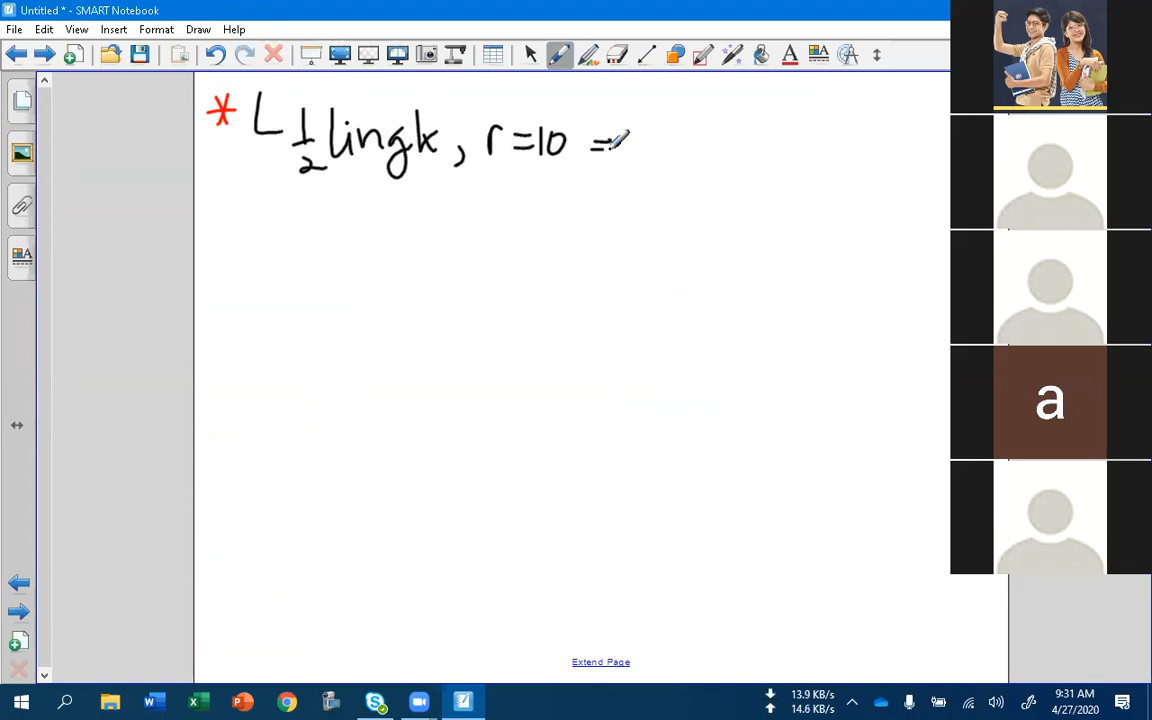 Untitled * - SMART Notebook
File Edit View Insert Format Draw Help
* L 1/2 lingk, r = 10 =
a
Extend Page
13.9 KB/s
14.6 KB/s
9:31 AM
4/27/2020